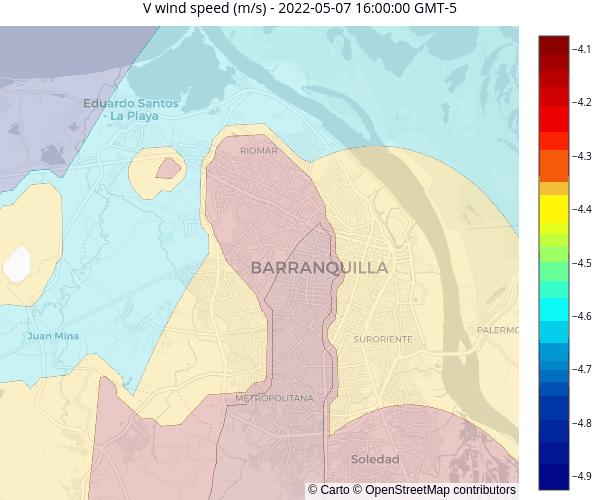 V wind speed (m/s) - 2022-05-07 16:00:00 GMT-5
Eduardo Santos
- La Playa
RIOMAR
BARRANQUILLA
Juan Mina
SURORIENTE
PALERMO
METROPOLITANA
Soledad
© Carto © OpenStreetMap contributors
−4.1
−4.2
−4.3
−4.4
−4.5
−4.6
−4.7
−4.8
−4.9